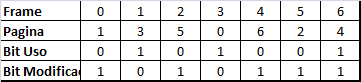 Frame 0 1 2 3 4 5 6
Pagina 1 3 5 0 6 2 4
Bit Uso 0 1 0 1 0 0 1
Bit Modificac 1 0 1 0 1 1 1